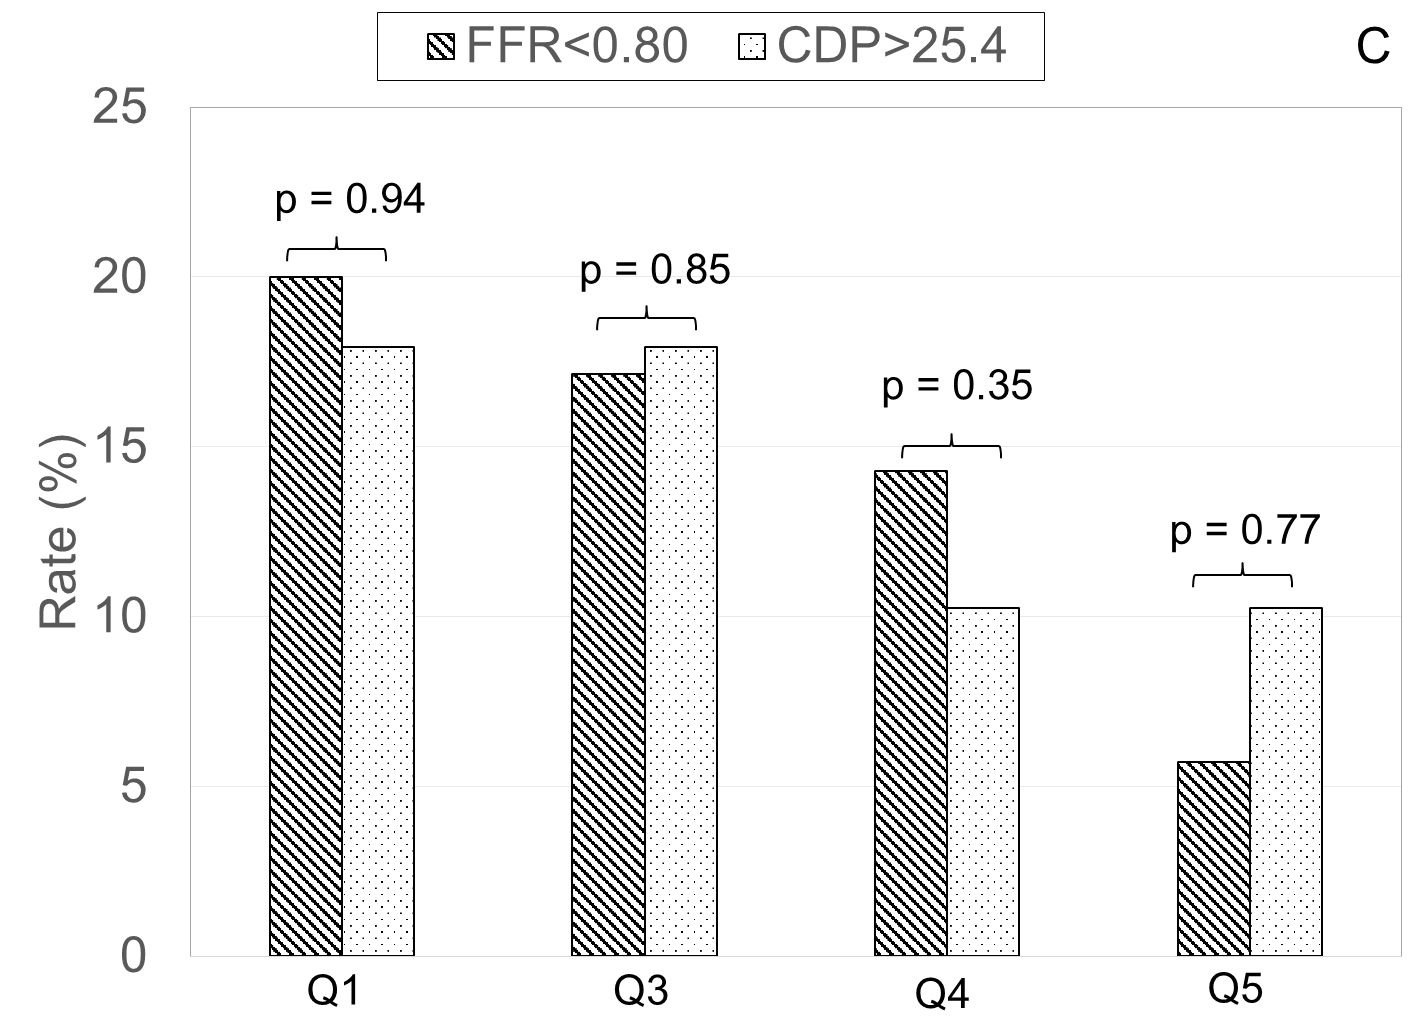 FFR<0.80 CDP>25.4
C
25
20
15
10
5
0
Rate (%)
p = 0.94
p = 0.85
p = 0.35
p = 0.77
Q1 Q3 Q4 Q5